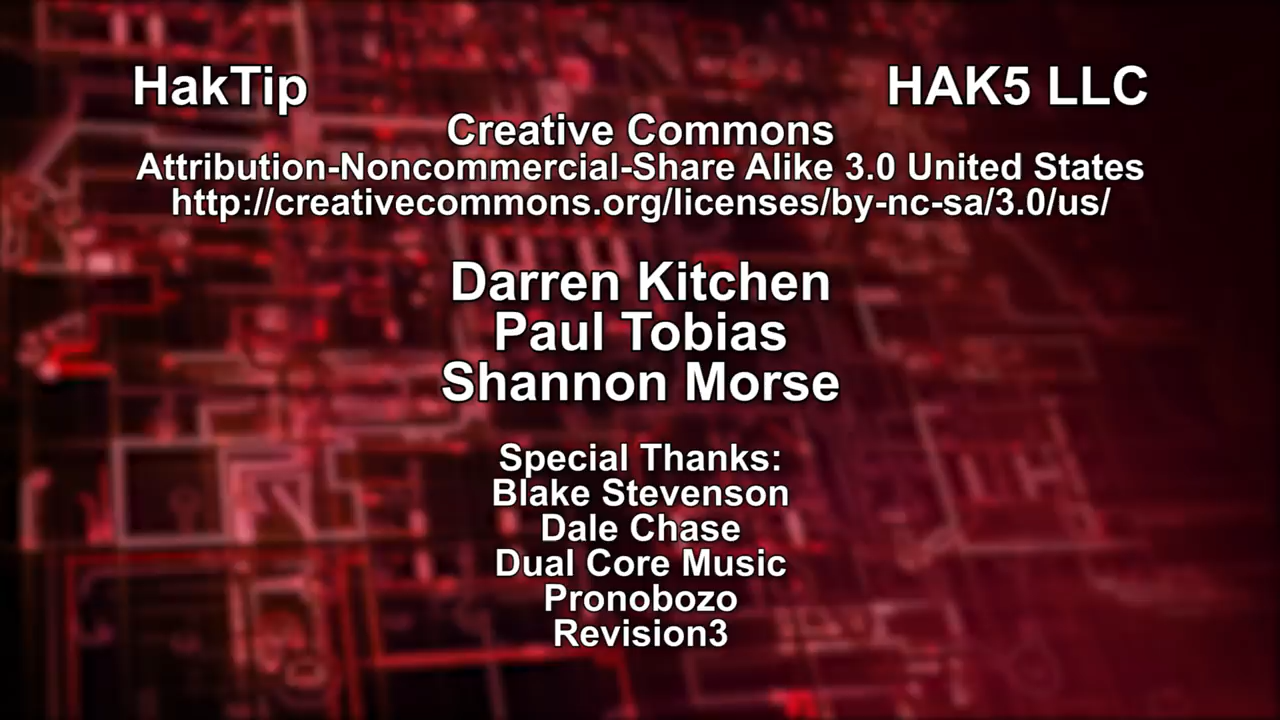 HakTip HAK5 LLC
Creative Commons
Attribution-Noncommercial-Share Alike 3.0 United States
http://creativecommons.org/licenses/by-nc-sa/3.0/us/
Darren Kitchen
Paul Tobias
Shannon Morse
Special Thanks:
Blake Stevenson
Dale Chase
Dual Core Music
Pronobozo
Revision3